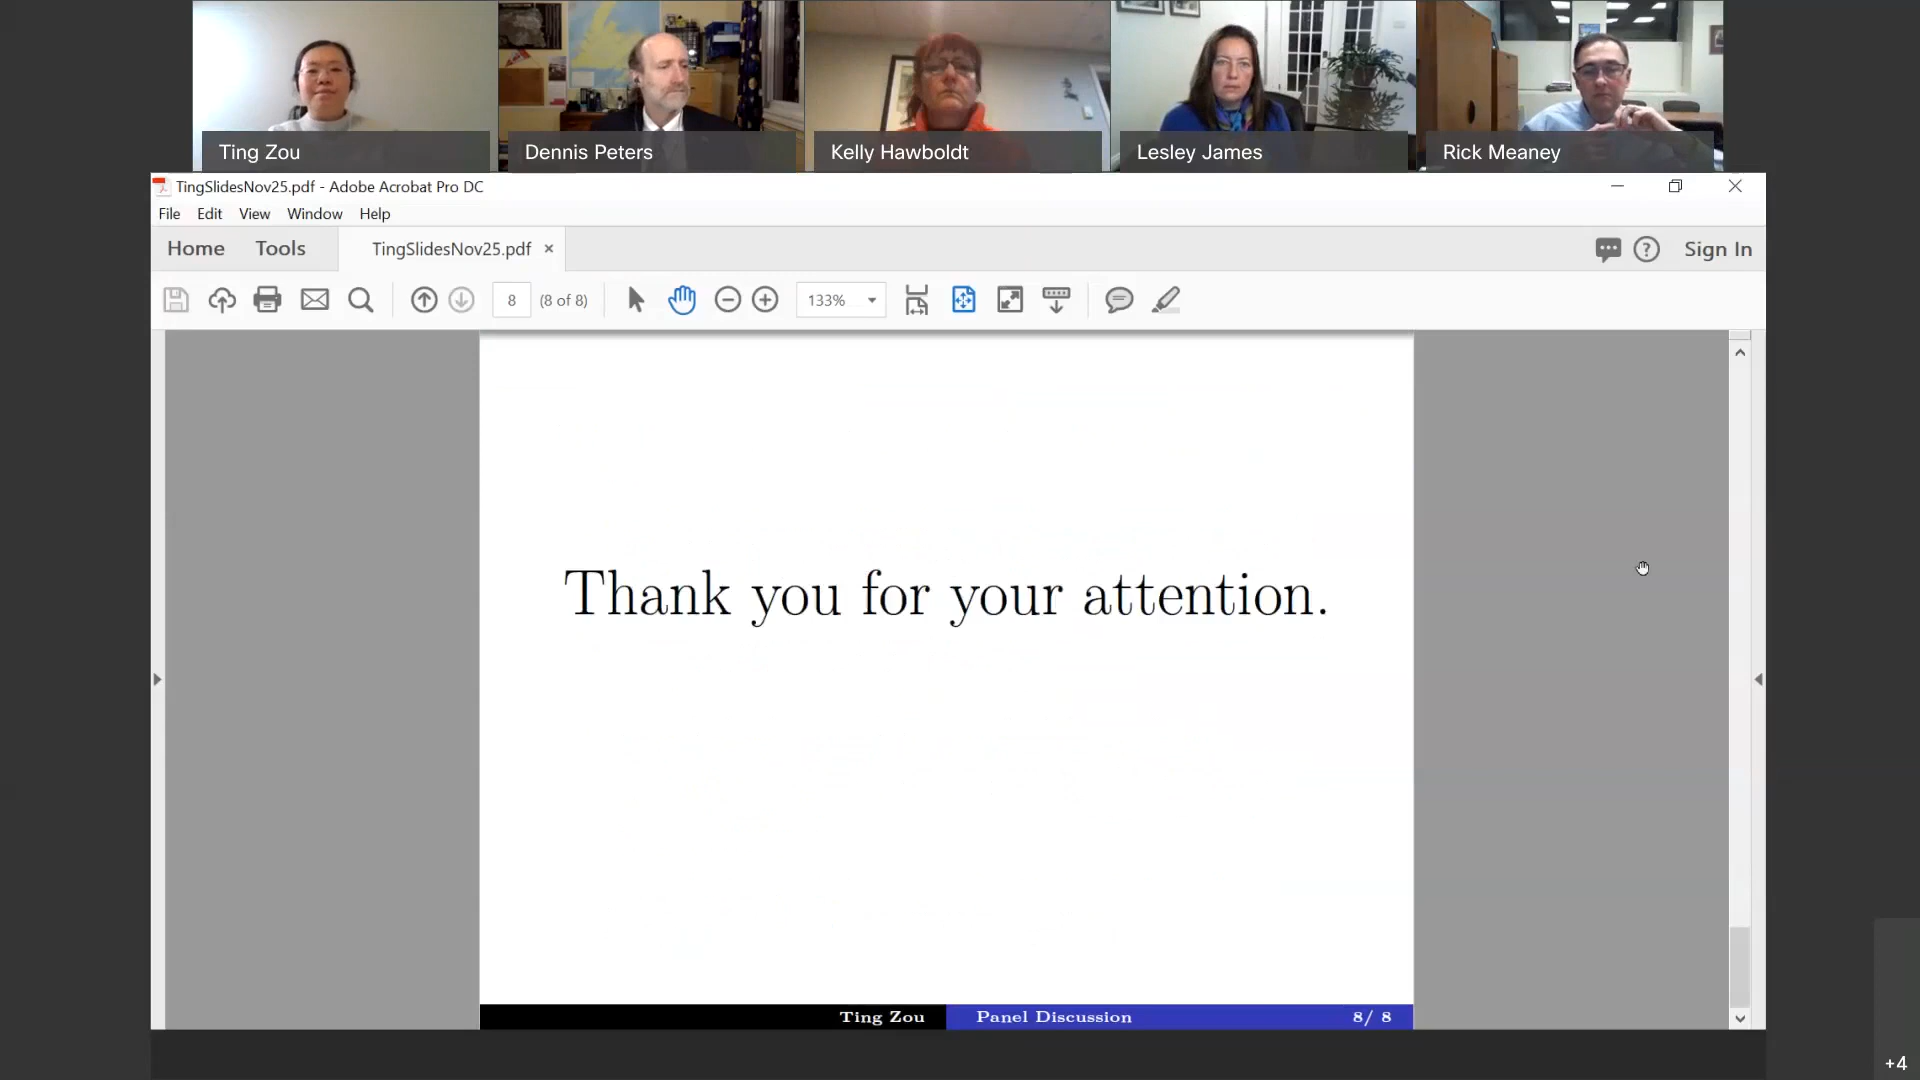 Ting Zou
Dennis Peters
Kelly Hawboldt
Lesley James
Rick Meaney
TingSlidesNov25.pdf - Adobe Acrobat Pro DC
File Edit View Window Help
Home Tools TingSlidesNov25.pdf × Sign In
8 (8 of 8) 133%
Thank you for your attention.
Ting Zou Panel Discussion 8/ 8
+4